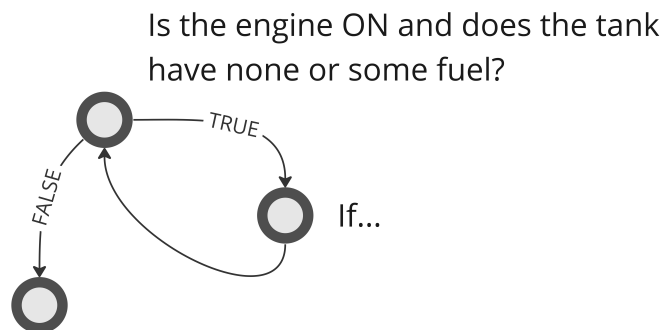 Is the engine ON and does the tank
have none or some fuel?
TRUE
FALSE
If...